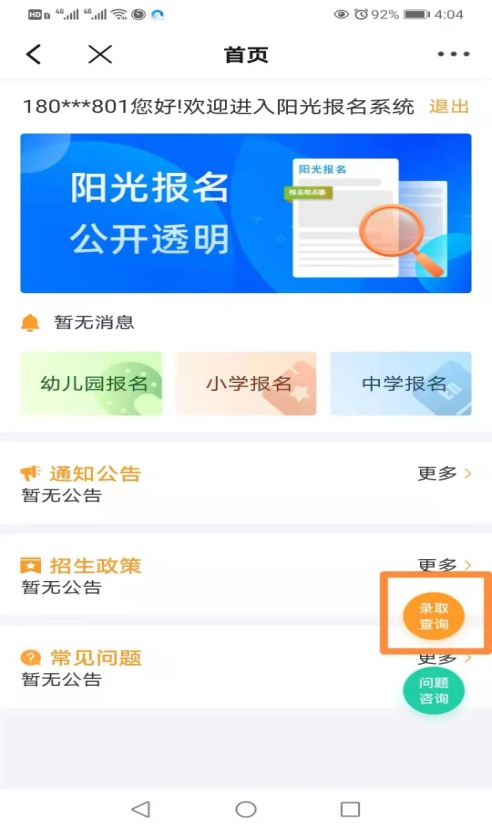 HD 4G 4G 92% 4:04
首页
180***801您好!欢迎进入阳光报名系统 退出
阳光报名
公开透明
阳光报名
暂无消息
幼儿园报名 小学报名 中学报名
通知公告 更多
暂无公告
招生政策 更多
暂无公告
录取
查询
常见问题 更多
暂无公告
问题
咨询